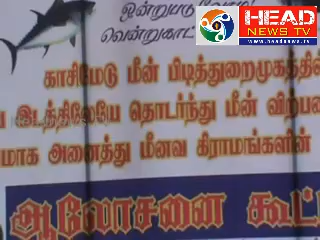 ஒன்றுபடுவோம்
வென்றுகாட்
HEAD
NEWS TV
www.headnews.tv
காசிமேடு மீன் பிடித்துறைமுகத்தின்
இடத்திலேயே தொடர்ந்து மீன் விற்பனை
மாக அனைத்து மீனவ கிராமங்களின்
ஆலோசனை கூட்